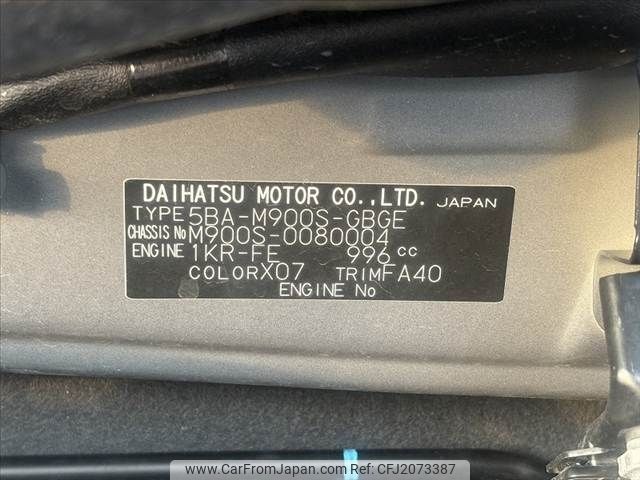 DAIHATSU MOTOR CO.,LTD. JAPAN
TYPE 5BA-M900S-GBGE
CHASSIS No M900S-0080004
ENGINE 1KR-FE 996 cc
COLOR X07 TRIM FA40
ENGINE No
www.CarFromJapan.com Ref: CFJ2073387